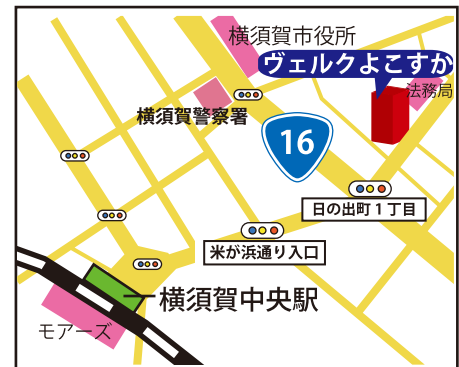 横須賀市役所
ヴェルクよこすか
法務局
横須賀警察署
16
日の出町1丁目
米が浜通り入口
横須賀中央駅
モアーズ